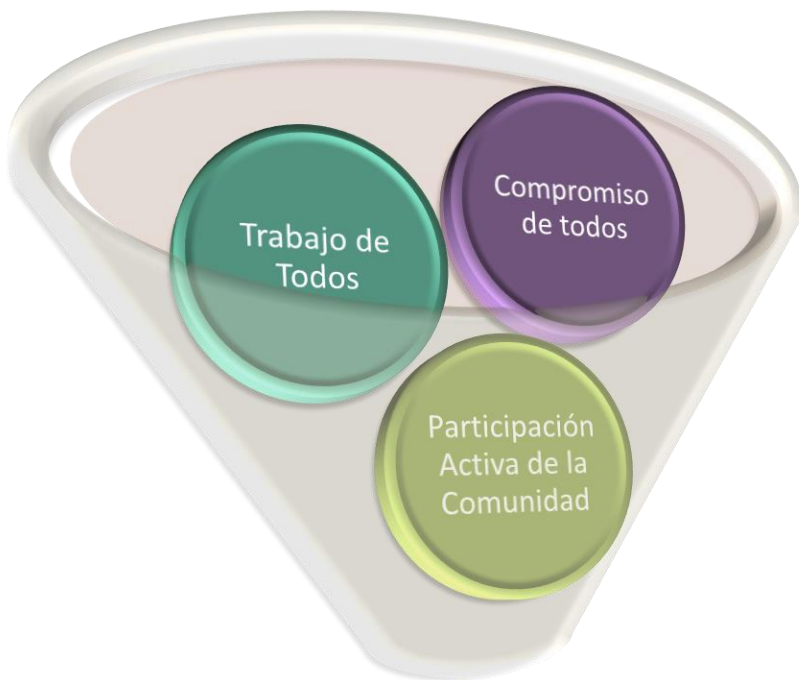 Trabajo de
Todos
Compromiso
de todos
Participación
Activa de la
Comunidad